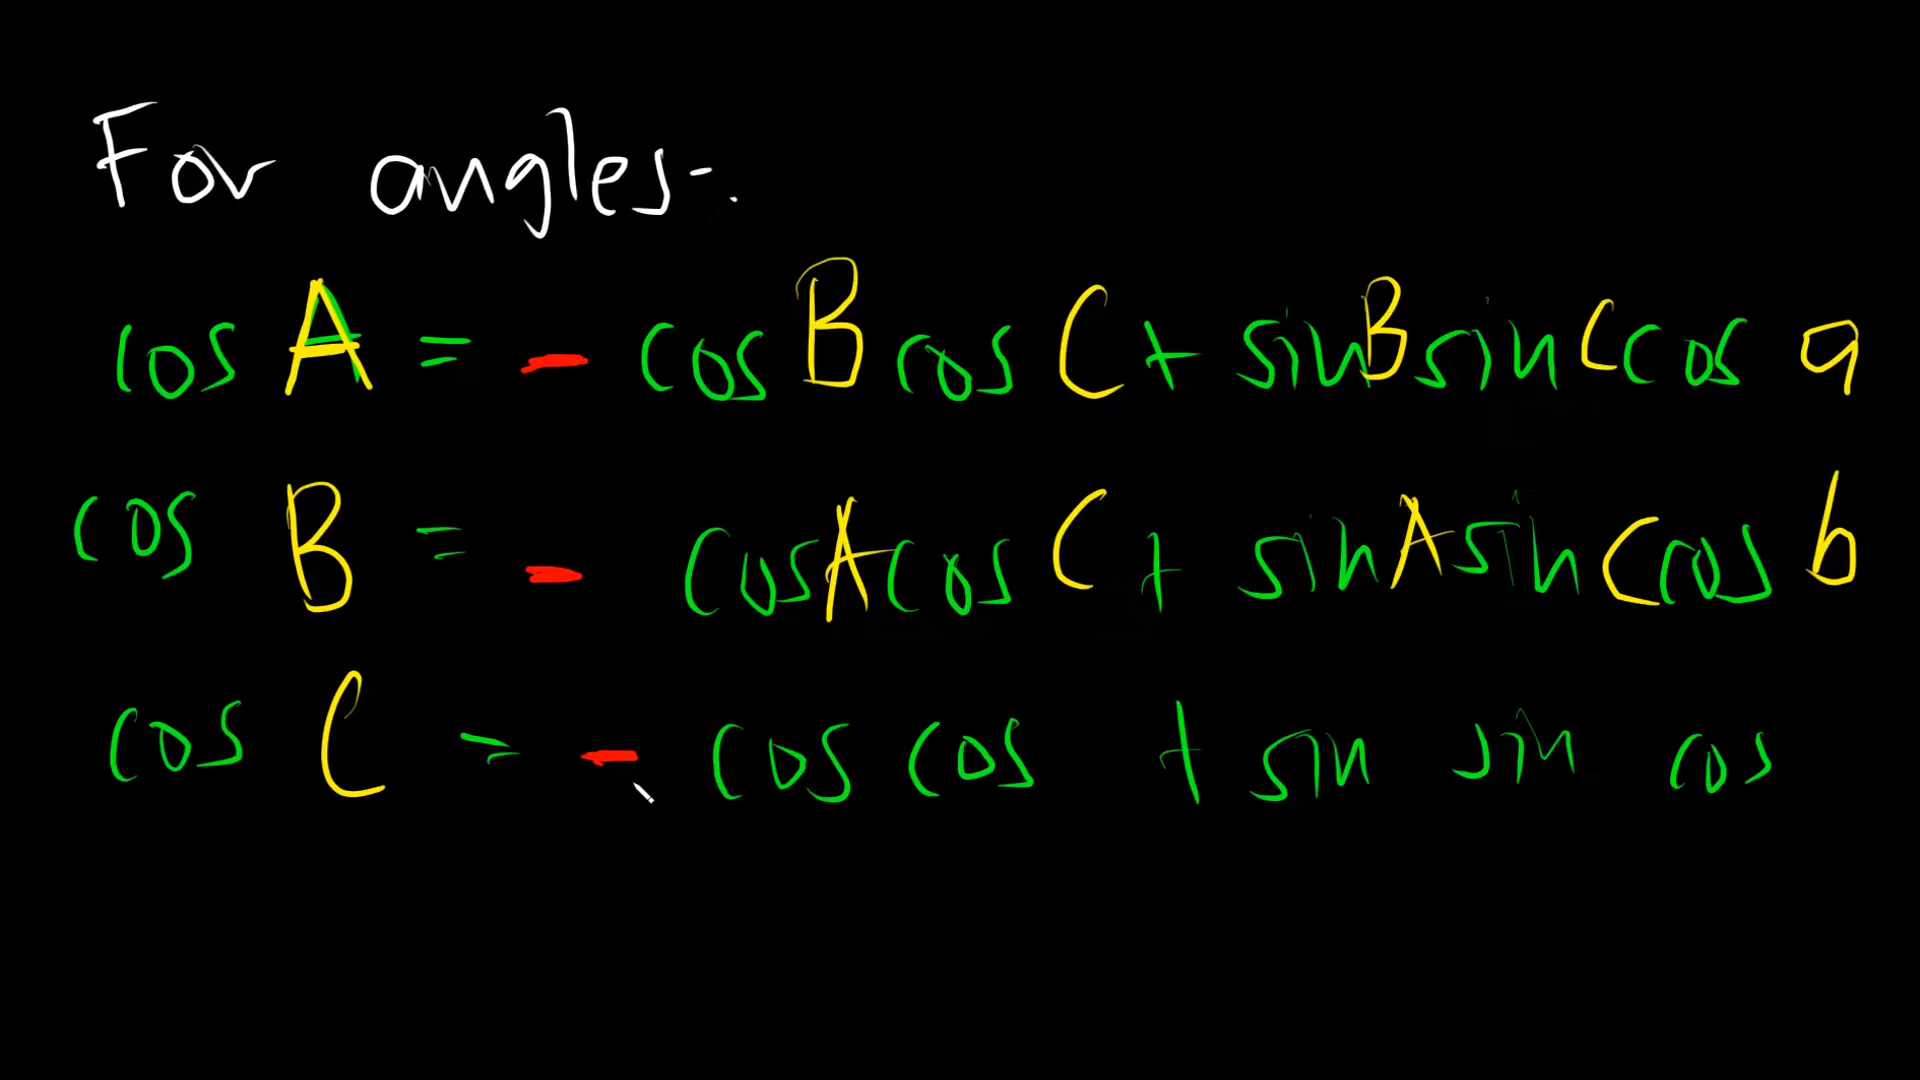 For angles:
cos A = - cos B cos C + sin B sin C cos a
cos B = - cos A cos C + sin A sin C cos b
cos C = - cos cos + sin sin cos